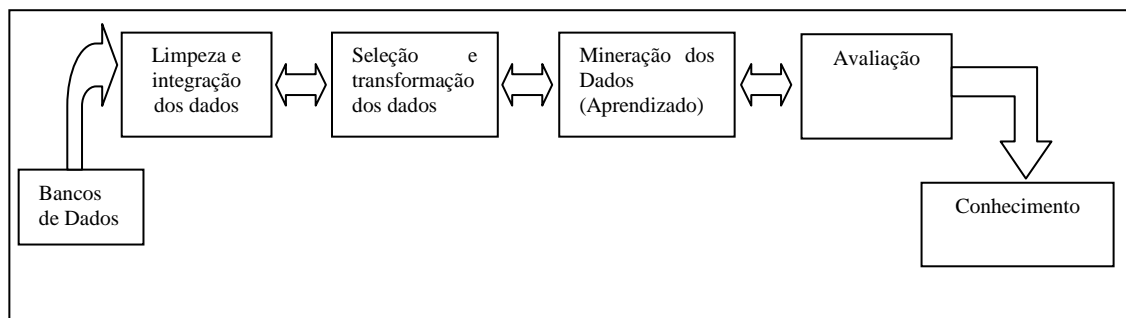 Limpeza e
integração
dos dados
Seleção e
transformação
dos dados
Mineração dos
Dados
(Aprendizado)
Avaliação
Bancos
de Dados
Conhecimento